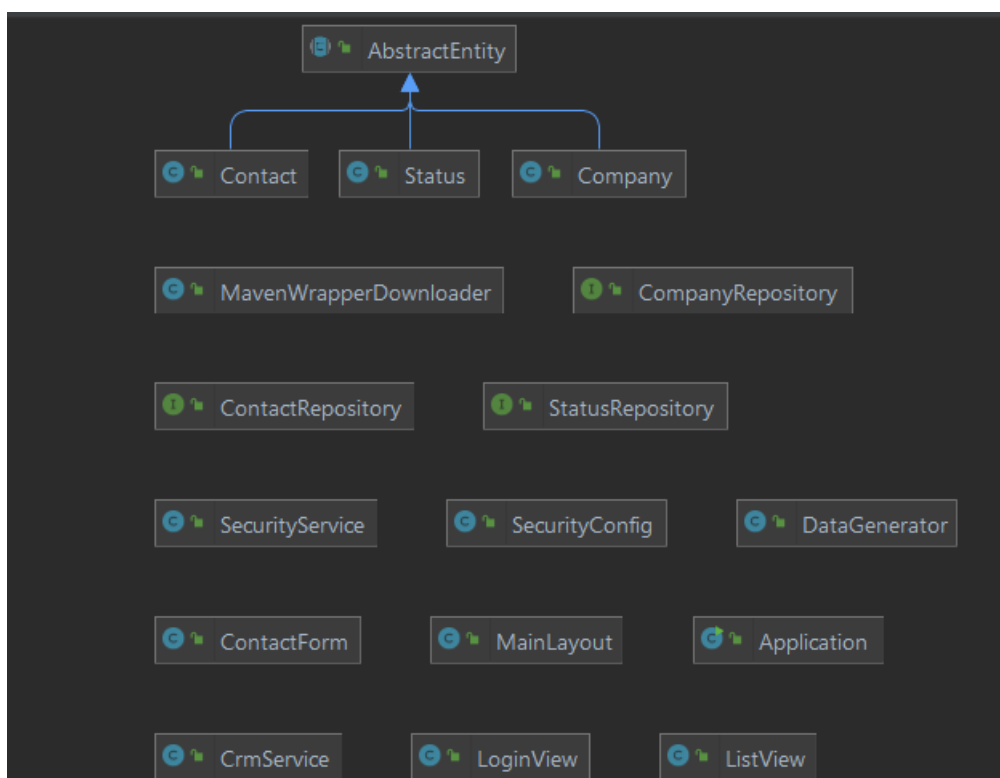 AbstractEntity
Contact Status Company
MavenWrapperDownloader CompanyRepository
ContactRepository StatusRepository
SecurityService SecurityConfig DataGenerator
ContactForm MainLayout Application
CrmService LoginView ListView